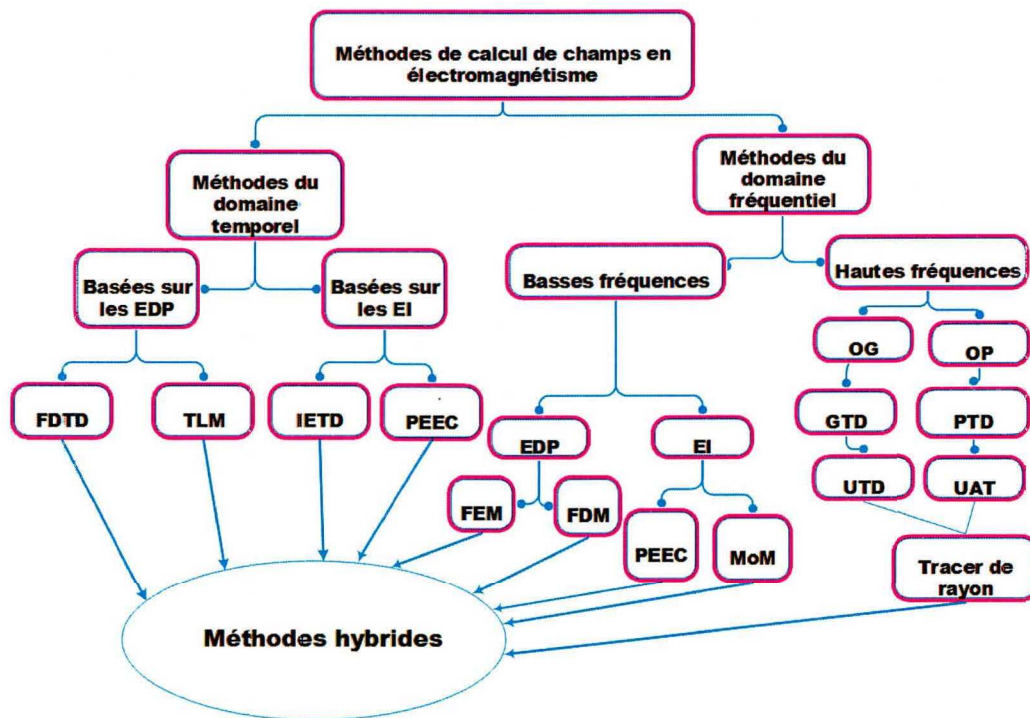 Méthodes de calcul de champs en
électromagnétisme
Méthodes du
domaine
temporel
Méthodes du
domaine
fréquentiel
Basées sur
les EDP
Basées sur
les EI
Basses fréquences
Hautes fréquences
OG
OP
FDTD
TLM
IETD
PEEC
GTD
PTD
EDP
EI
UTD
UAT
FEM
FDM
PEEC
MoM
Tracer de
rayon
Méthodes hybrides